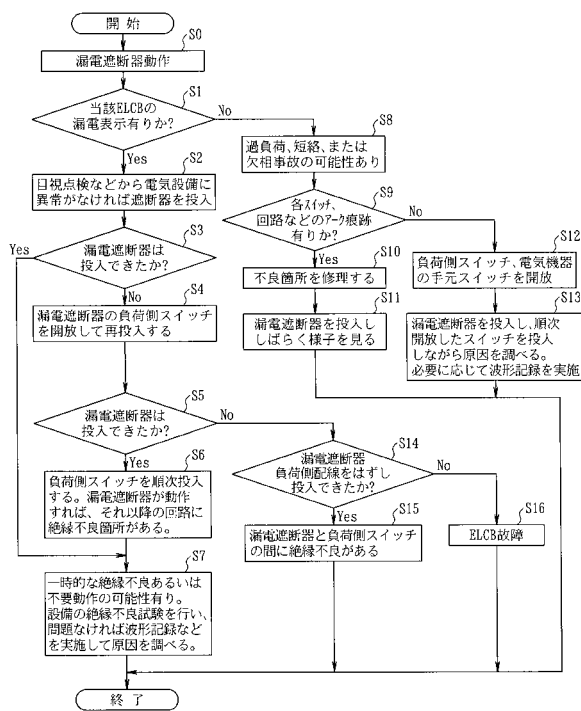 開 始
S0
漏電遮断器動作
S1
当該ELCBの
漏電表示有りか?
No
Yes
S2
目視点検などから電気設備に
異常がなければ遮断器を投入
S3
漏電遮断器は
投入できたか?
Yes
No
S4
漏電遮断器の負荷側スイッチ
を開放して再投入する
S5
漏電遮断器は
投入できたか?
No
Yes
S6
負荷側スイッチを順次投入
する。漏電遮断器が動作
すれば、それ以降の回路に
絶縁不良箇所がある。
S7
一時的な絶縁不良あるいは
不要動作の可能性有り。
設備の絶縁不良試験を行い、
問題なければ波形記録など
を実施して原因を調べる。
S8
過負荷、短絡、または
欠相事故の可能性あり
S9
各スイッチ、
回路などのアーク痕跡
有りか?
No
Yes
S10
不良箇所を修理する
S11
漏電遮断器を投入し
しばらく様子を見る
S12
負荷側スイッチ、電気機器
の手元スイッチを開放
S13
漏電遮断器を投入し、順次
開放したスイッチを投入
しながら原因を調べる。
必要に応じて波形記録を実施
S14
漏電遮断器
負荷側配線をはずし
投入できたか?
No
Yes
S15
漏電遮断器と負荷側スイッチ
の間に絶縁不良がある
S16
ELCB故障
終 了